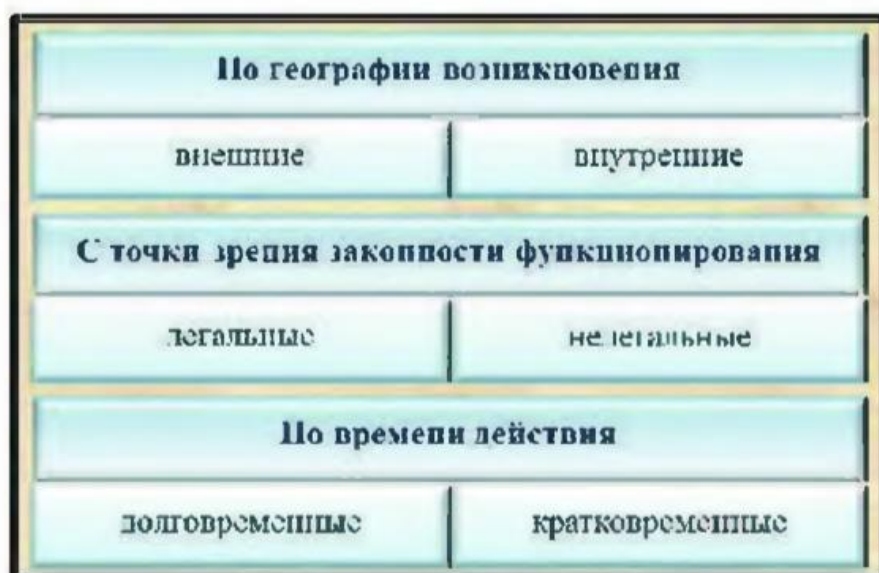 По географии возникновения
внешние внутренние
С точки зрения законности функционирования
легальные нелегальные
По времени действия
долговременные кратковременные